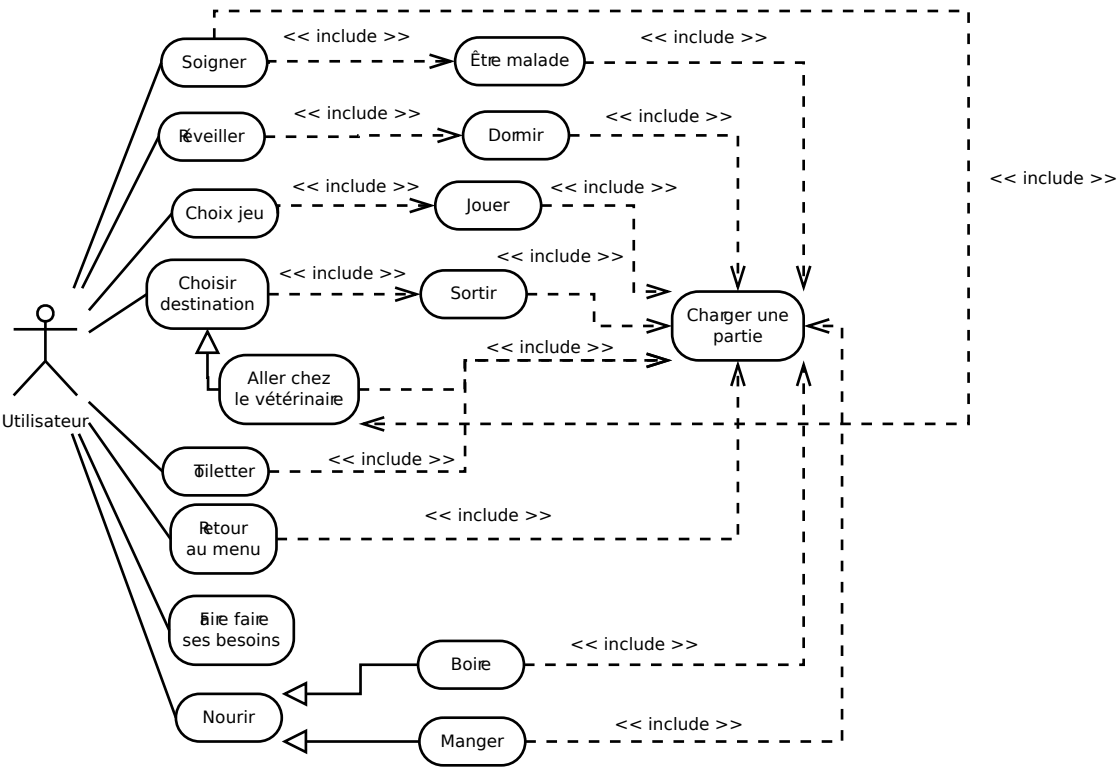 << include >>
<< include >>
Soigner
Être malade
<< include >>
<< include >>
Réveiller
Dormir
<< include >>
<< include >>
<< include >>
Choix jeu
Jouer
<< include >>
Choisir
destination
<< include >>
Sortir
Charger une
partie
<< include >>
Aller chez
le vétérinaire
Utilisateur
<< include >>
Toiletter
<< include >>
Retour
au menu
Faire faire
ses besoins
<< include >>
Boire
Nourir
<< include >>
Manger